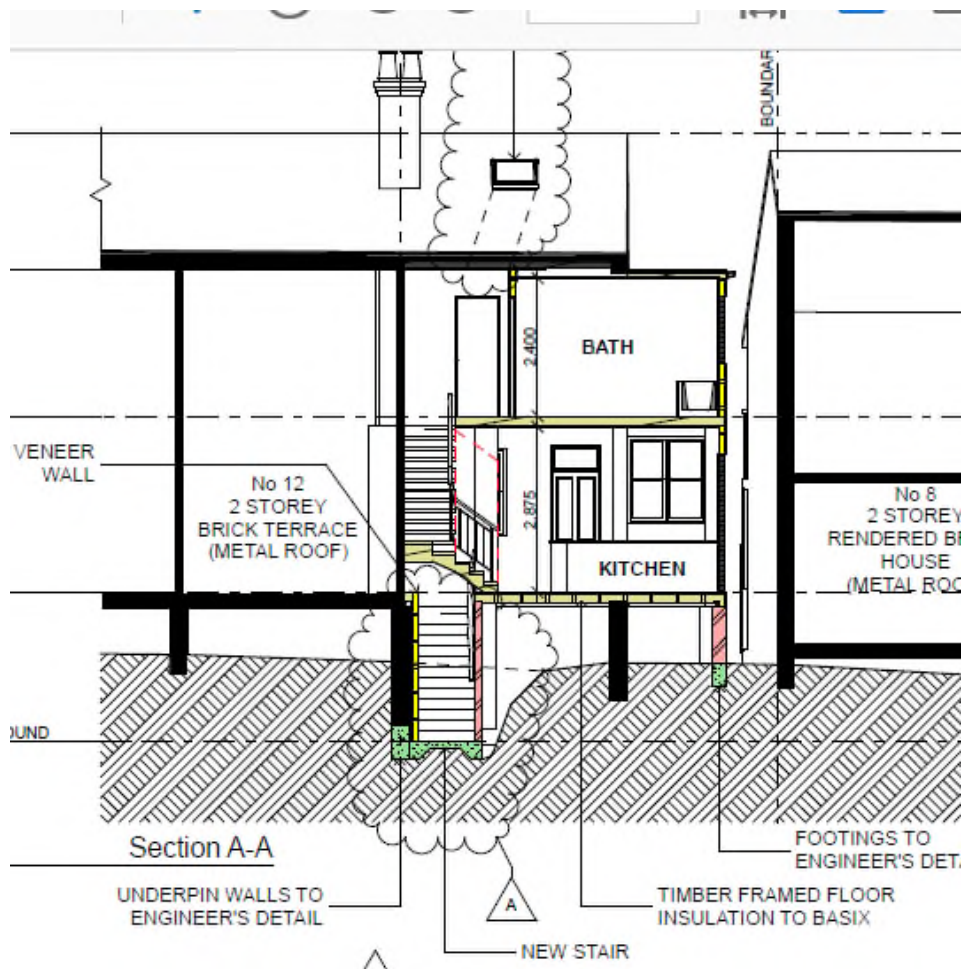 BOUNDAR
BATH
2,400
VENEER
WALL
No 12
2 STOREY
BRICK TERRACE
(METAL ROOF)
2,875
KITCHEN
No 8
2 STOREY
RENDERED BR
HOUSE
(METAL ROO
OUND
Section A-A
FOOTINGS TO
ENGINEER'S DETA
UNDERPIN WALLS TO
ENGINEER'S DETAIL
A
TIMBER FRAMED FLOOR
INSULATION TO BASIX
NEW STAIR